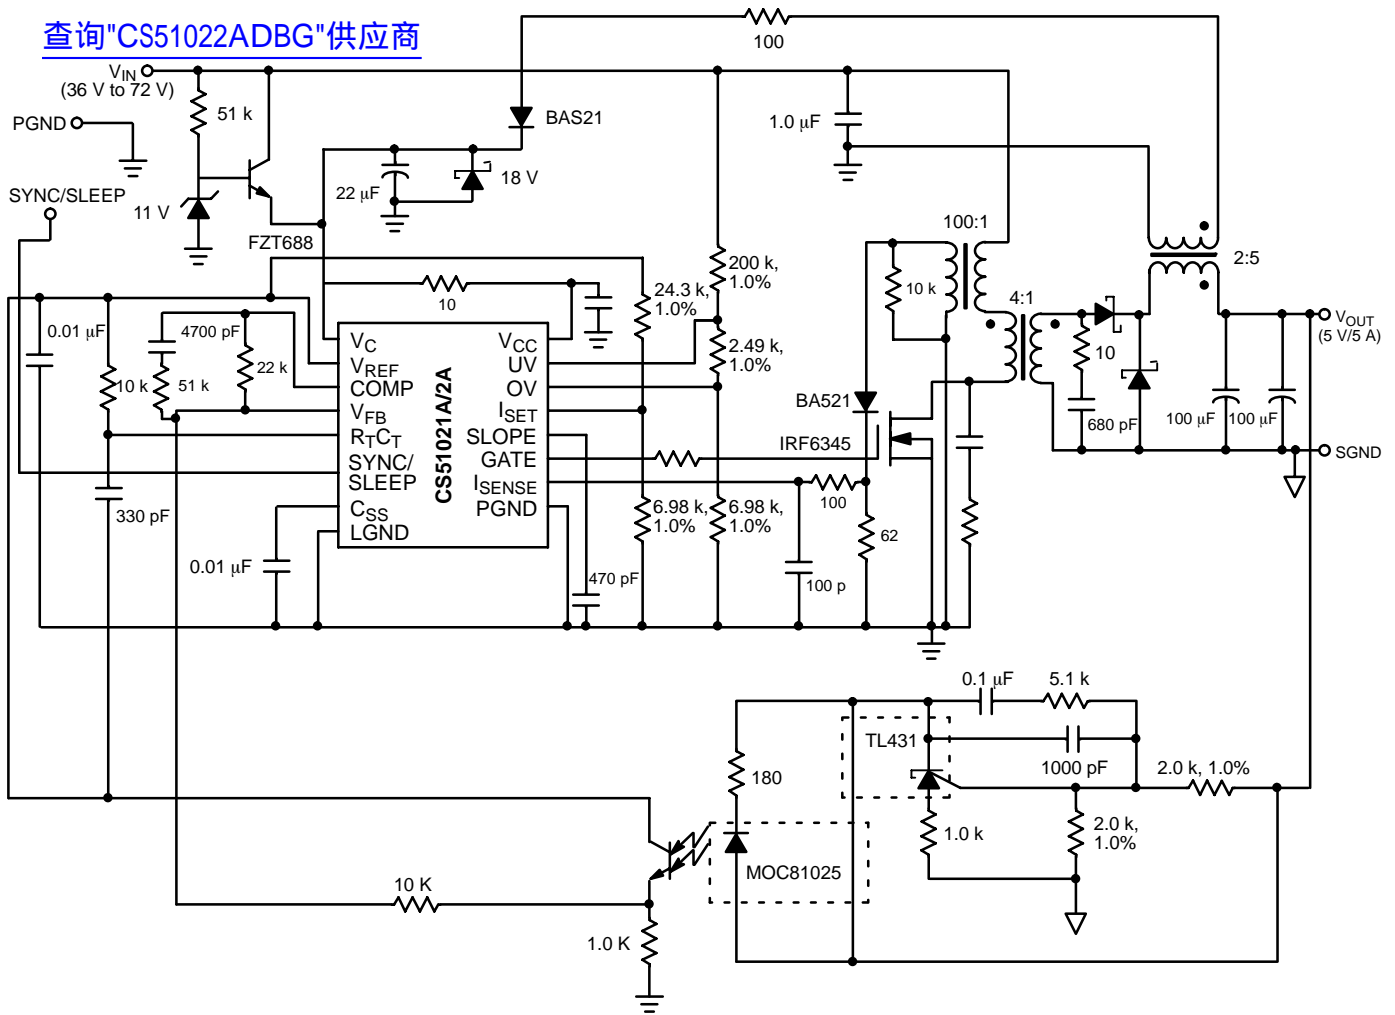 查询"CS51022ADBG"供应商
100
VIN
(36 V to 72 V)
51 k
BAS21
1.0 µF
PGND
SYNC/SLEEP
11 V
22 µF
18 V
FZT688
100:1
2:5
10
24.3 k,
1.0%
200 k,
1.0%
10 k
4:1
0.01 µF
4700 pF
VOUT
(5 V/5 A)
10 k
51 k
22 k
2.49 k,
1.0%
10
BA521
680 pF
100 µF
100 µF
IRF6345
SGND
VC
VREF
COMP
VFB
RTCT
SYNC/
SLEEP
CSS
LGND
CS51021A/2A
VCC
UV
OV
ISET
SLOPE
GATE
ISENSE
PGND
330 pF
6.98 k,
1.0%
6.98 k,
1.0%
100
62
0.01 µF
470 pF
100 p
0.1 µF
5.1 k
TL431
1000 pF
2.0 k, 1.0%
180
1.0 k
2.0 k,
1.0%
MOC81025
10 K
1.0 K